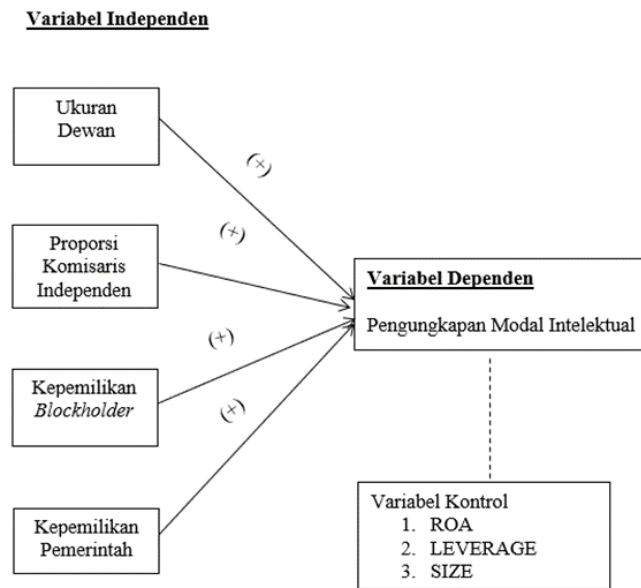 Variabel Independen
Ukuran
Dewan
(+)
Proporsi
Komisaris
Independen
(+)
Variabel Dependen
Pengungkapan Modal Intelektual
Kepemilikan
Blockholder
(+)
(+)
Kepemilikan
Pemerintah
Variabel Kontrol
1. ROA
2. LEVERAGE
3. SIZE